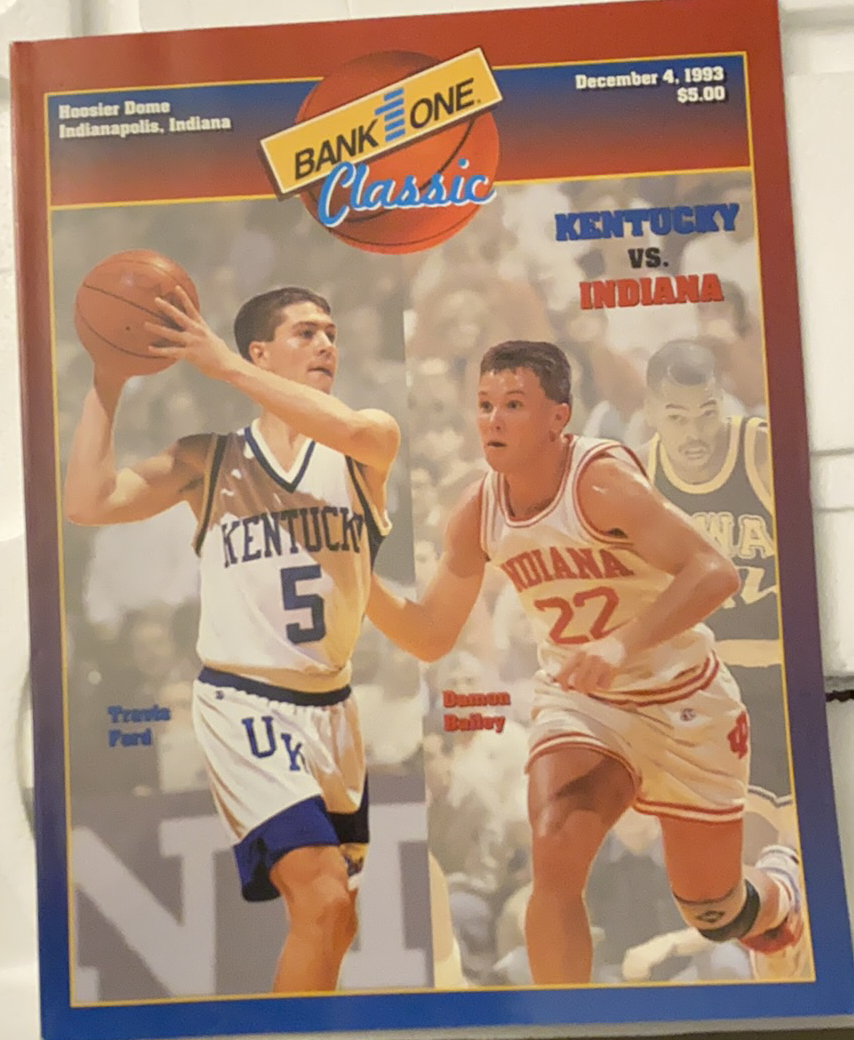 Hoosier Dome
Indianapolis, Indiana
December 4, 1993
$5.00
BANK ONE
Classic
KENTUCKY
VS.
INDIANA
KENTUCKY
5
UK
INDIANA
22
Travis
Ford
Damon
Bailey